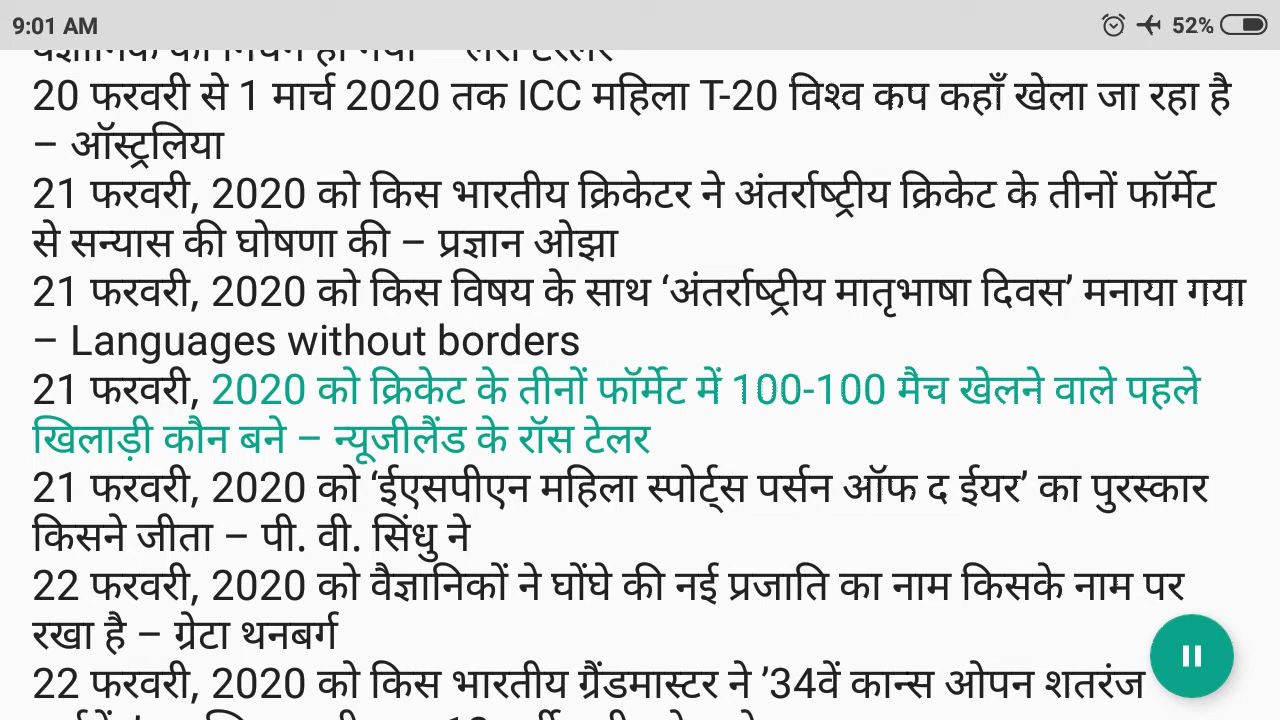 9:01 AM 52%
20 फरवरी से 1 मार्च 2020 तक ICC महिला T-20 विश्व कप कहाँ खेला जा रहा है
– ऑस्ट्रलिया
21 फरवरी, 2020 को किस भारतीय क्रिकेटर ने अंतर्राष्ट्रीय क्रिकेट के तीनों फॉर्मेट
से सन्यास की घोषणा की – प्रज्ञान ओझा
21 फरवरी, 2020 को किस विषय के साथ ‘अंतर्राष्ट्रीय मातृभाषा दिवस’ मनाया गया
– Languages without borders
21 फरवरी, 2020 को क्रिकेट के तीनों फॉर्मेट में 100-100 मैच खेलने वाले पहले
खिलाड़ी कौन बने – न्यूजीलैंड के रॉस टेलर
21 फरवरी, 2020 को ‘ईएसपीएन महिला स्पोर्ट्स पर्सन ऑफ द ईयर’ का पुरस्कार
किसने जीता – पी. वी. सिंधु ने
22 फरवरी, 2020 को वैज्ञानिकों ने घोंघे की नई प्रजाति का नाम किसके नाम पर
रखा है – ग्रेटा थनबर्ग
22 फरवरी, 2020 को किस भारतीय ग्रैंडमास्टर ने ’34वें कान्स ओपन शतरंज